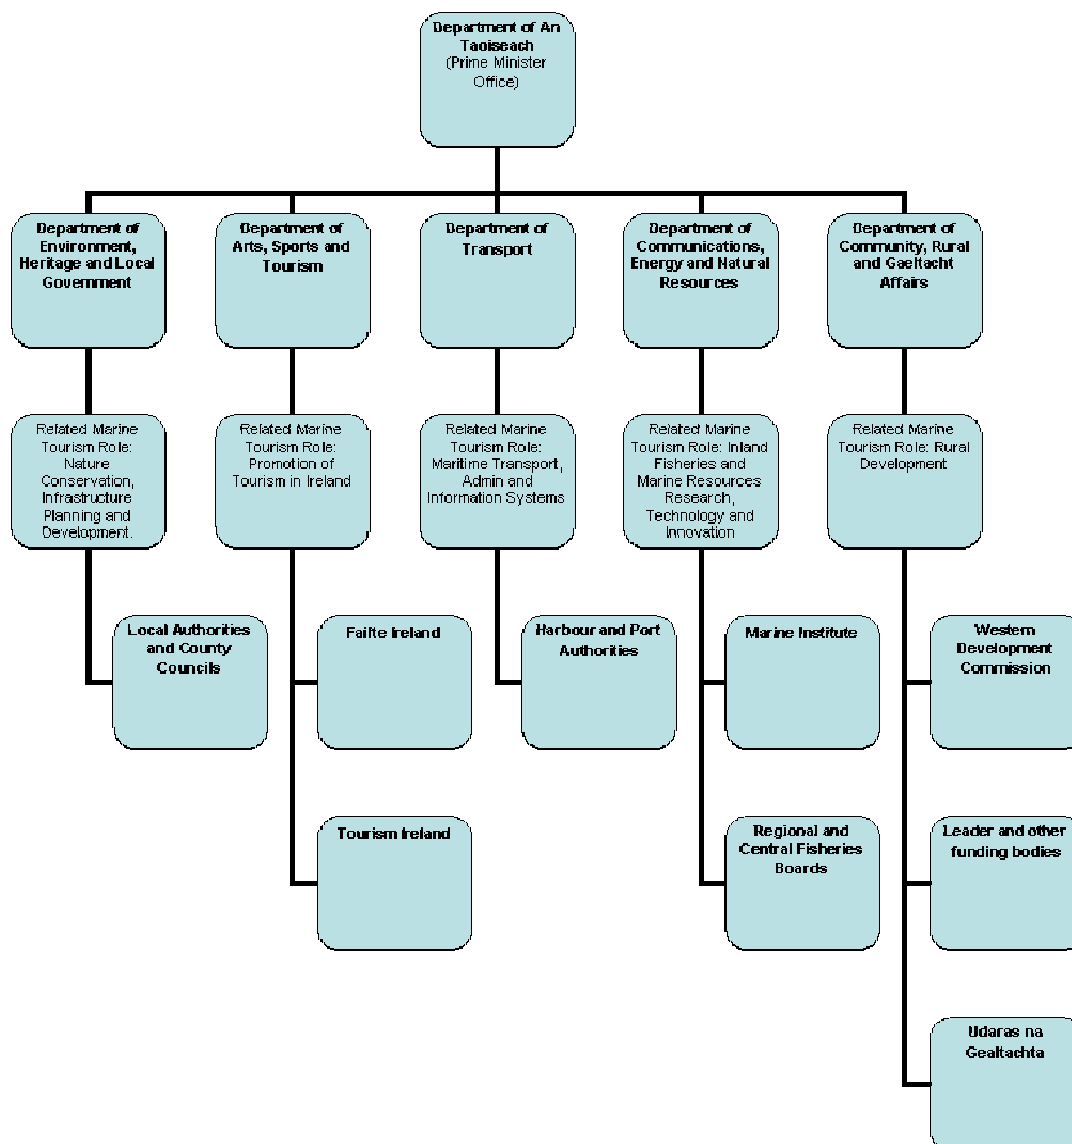 Department of An
Taoiseach
(Prime Minister
Office)
Department of
Environment,
Heritage and Local
Government
Department of
Arts, Sports and
Tourism
Department of
Transport
Department of
Communications,
Energy and Natural
Resources
Department of
Community, Rural
and Gaeltacht
Affairs
Related Marine
Tourism Role:
Nature
Conservation,
Infrastructure
Planning and
Development.
Related Marine
Tourism Role:
Promotion of
Tourism in Ireland
Related Marine
Tourism Role:
Maritime Transport,
Admin and
Information Systems
Related Marine
Tourism Role: Inland
Fisheries and
Marine Resources
Research,
Technology and
Innovation
Related Marine
Tourism Role: Rural
Development
Local Authorities
and County
Councils
Failte Ireland
Harbour and Port
Authorities
Marine Institute
Western
Development
Commission
Tourism Ireland
Regional and
Central Fisheries
Boards
Leader and other
funding bodies
Udaras na
Gealtachta